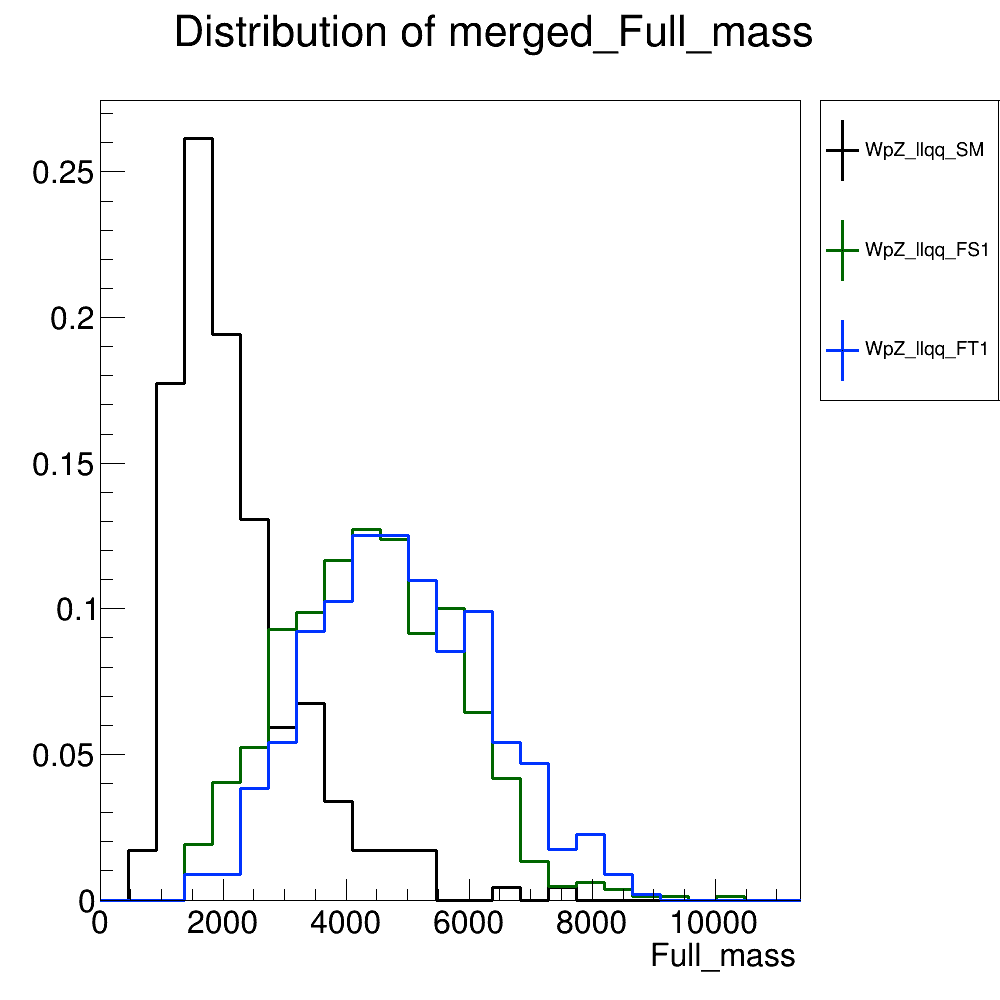 Distribution of merged_Full_mass
0.25
0.2
0.15
0.1
0.05
0
0 2000 4000 6000 8000 10000
Full_mass
WpZ_llqq_SM
WpZ_llqq_FS1
WpZ_llqq_FT1